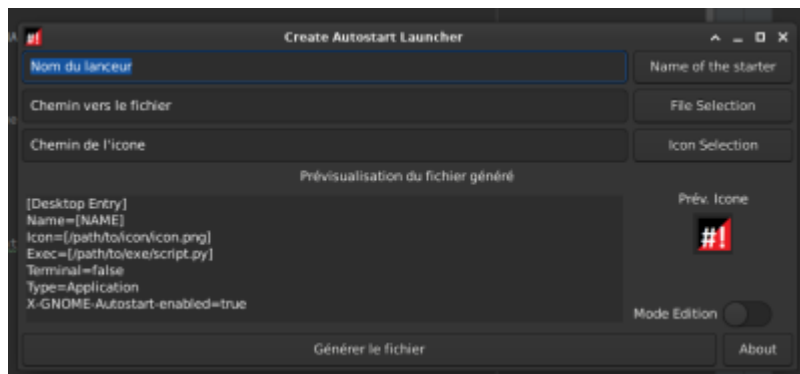 #!
Create Autostart Launcher
Nom du lanceur
Name of the starter
Chemin vers le fichier
File Selection
Chemin de l'icone
Icon Selection
Prévisualisation du fichier généré
[Desktop Entry]
Name=[NAME]
Icon=[/path/to/icon/icon.png]
Exec=[/path/to/exe/script.py]
Terminal=false
Type=Application
X-GNOME-Autostart-enabled=true
Prév. Icone
#!
Mode Edition
Générer le fichier
About